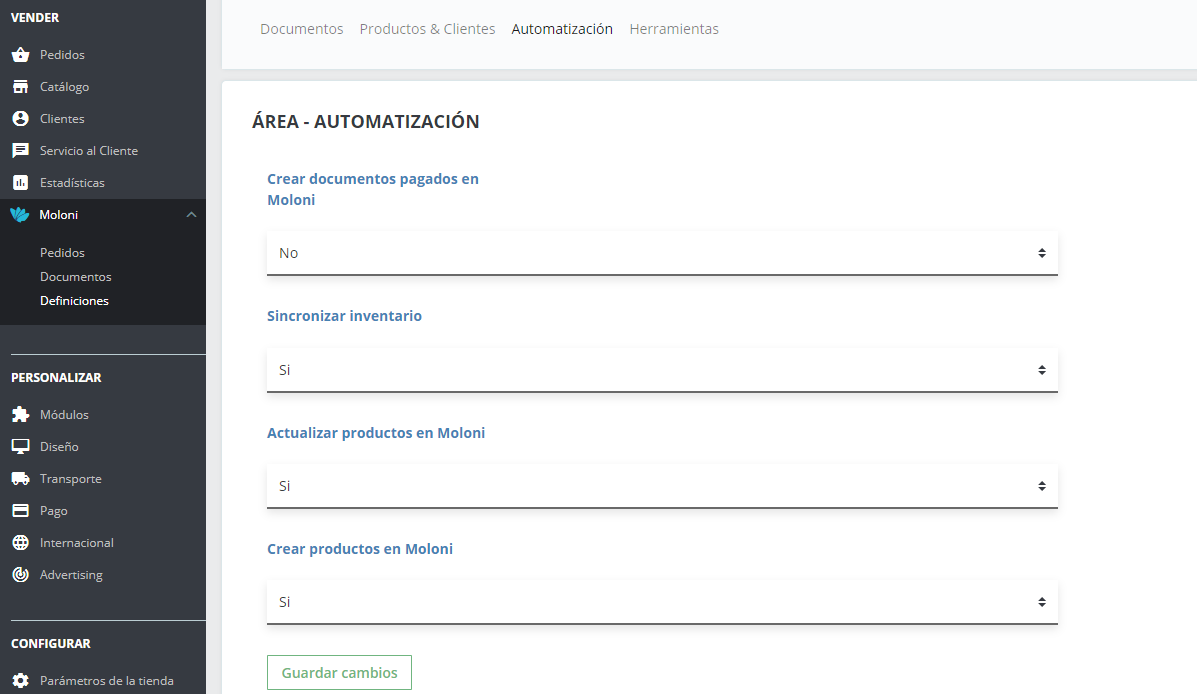 VENDER
Pedidos
Catálogo
Clientes
Servicio al Cliente
Estadísticas
Moloni
Pedidos
Documentos
Definiciones
PERSONALIZAR
Módulos
Diseño
Transporte
Pago
Internacional
Advertising
CONFIGURAR
Parámetros de la tienda
Documentos Productos & Clientes Automatización Herramientas
ÁREA - AUTOMATIZACIÓN
Crear documentos pagados en
Moloni
No
Sincronizar inventario
Si
Actualizar productos en Moloni
Si
Crear productos en Moloni
Si
Guardar cambios